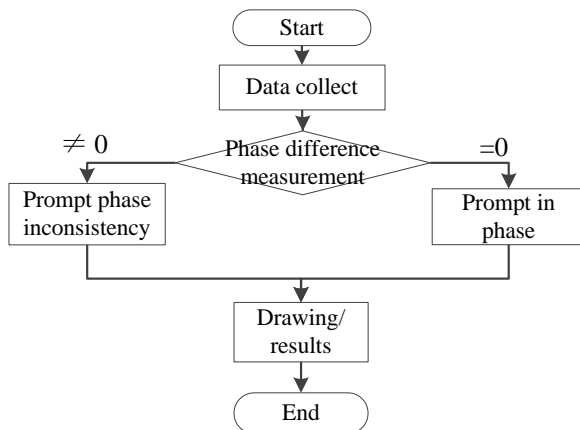 Start
Data collect
≠ 0
Phase difference
measurement
=0
Prompt phase
inconsistency
Prompt in
phase
Drawing/
results
End